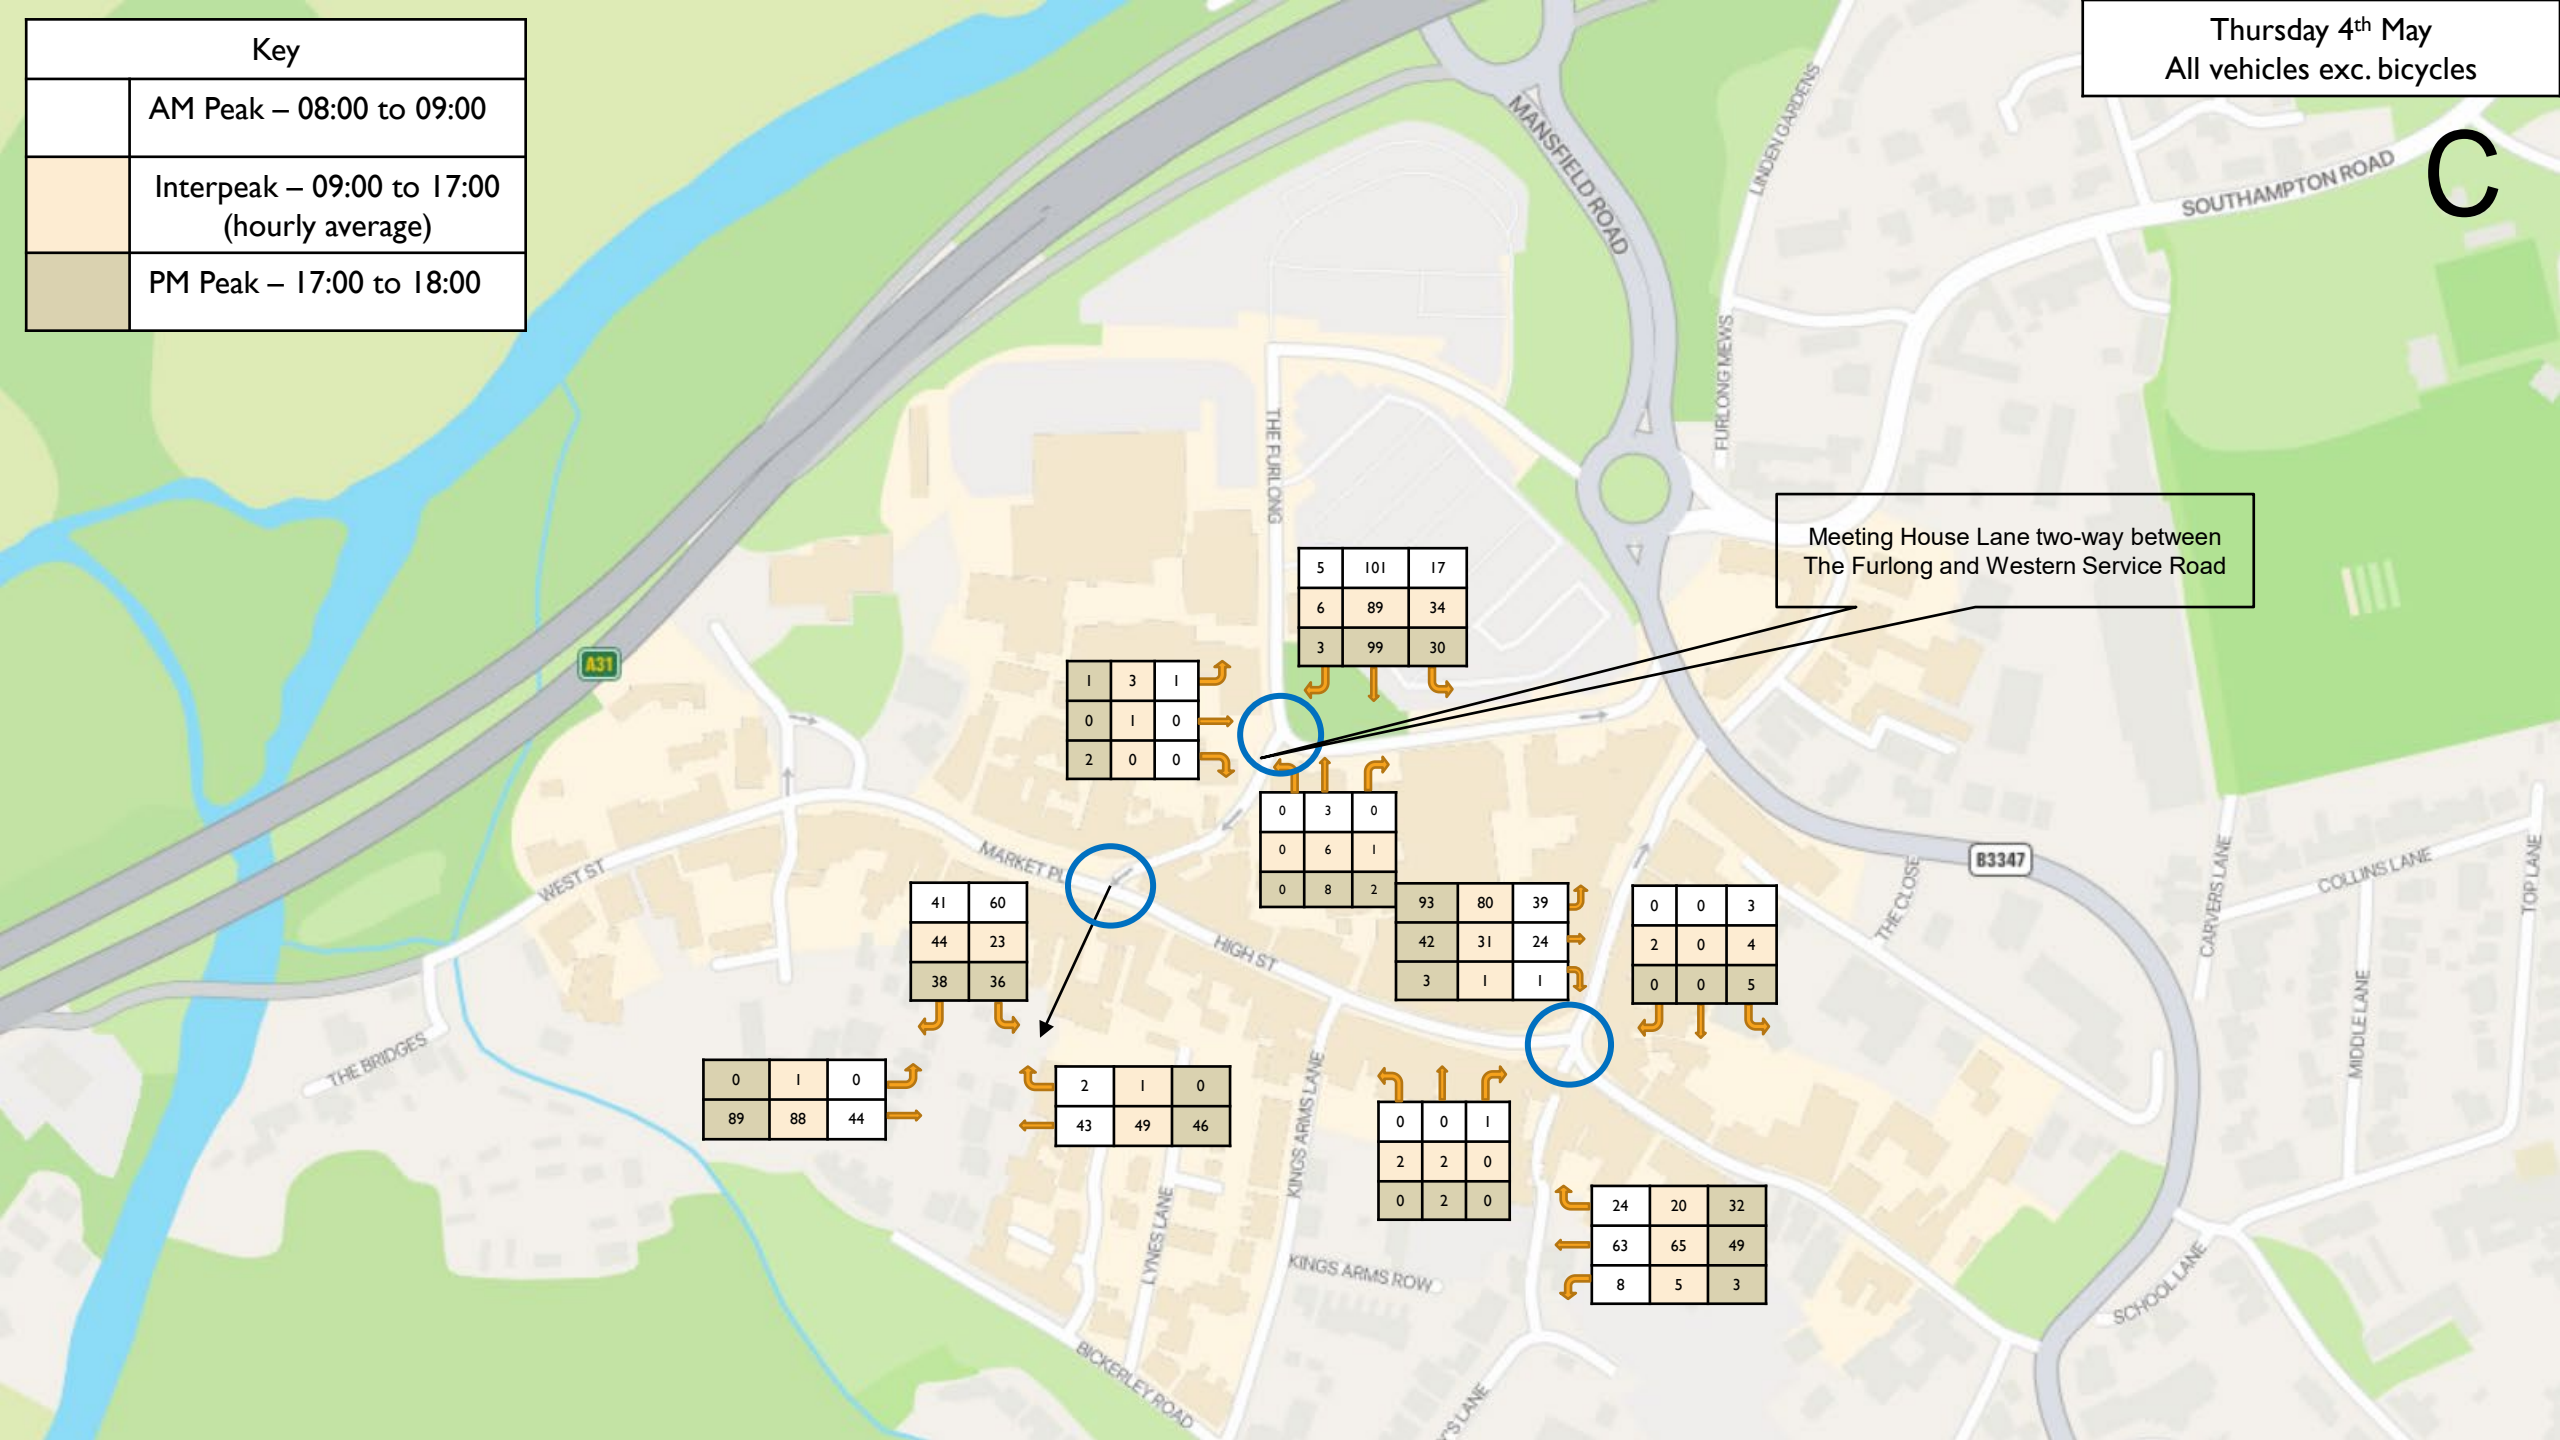 Key
AM Peak – 08:00 to 09:00
Interpeak – 09:00 to 17:00
(hourly average)
PM Peak – 17:00 to 18:00
Thursday 4th May
All vehicles exc. bicycles
C
MANSFIELD ROAD
LINDEN GARDENS
SOUTHAMPTON ROAD
FURLONG MEWS
THE FURLONG
Meeting House Lane two-way between
The Furlong and Western Service Road
5 101 17
6 89 34
3 99 30
A31
1 3 1
0 1 0
2 0 0
0 3 0
0 6 1
0 8 2
MARKET PL
WEST ST
HIGH ST
B3347
THE CLOSE
CARVERS LANE
COLLINS LANE
TOP LANE
MIDDLE LANE
41 60
44 23
38 36
93 80 39
42 31 24
3 1 1
0 0 3
2 0 4
0 0 5
THE BRIDGES
0 1 0
89 88 44
2 1 0
43 49 46
KINGS ARMS LANE
0 0 1
2 2 0
0 2 0
LYNES LANE
KINGS ARMS ROW
24 20 32
63 65 49
8 5 3
SCHOOL LANE
BICKERLEY ROAD
'S LANE